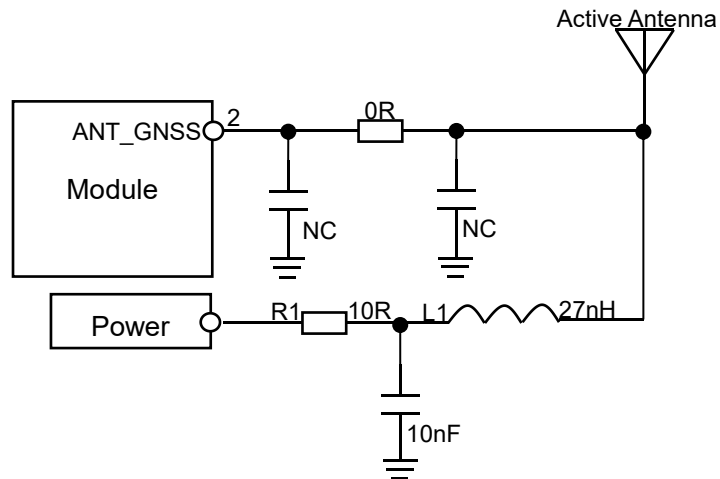 Active Antenna
ANT_GNSS 2 0R
Module
NC NC
Power R1 10R L1 27nH
10nF